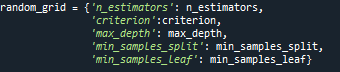 random_grid = {'n_estimators': n_estimators,
'criterion':criterion,
'max_depth': max_depth,
'min_samples_split': min_samples_split,
'min_samples_leaf': min_samples_leaf}